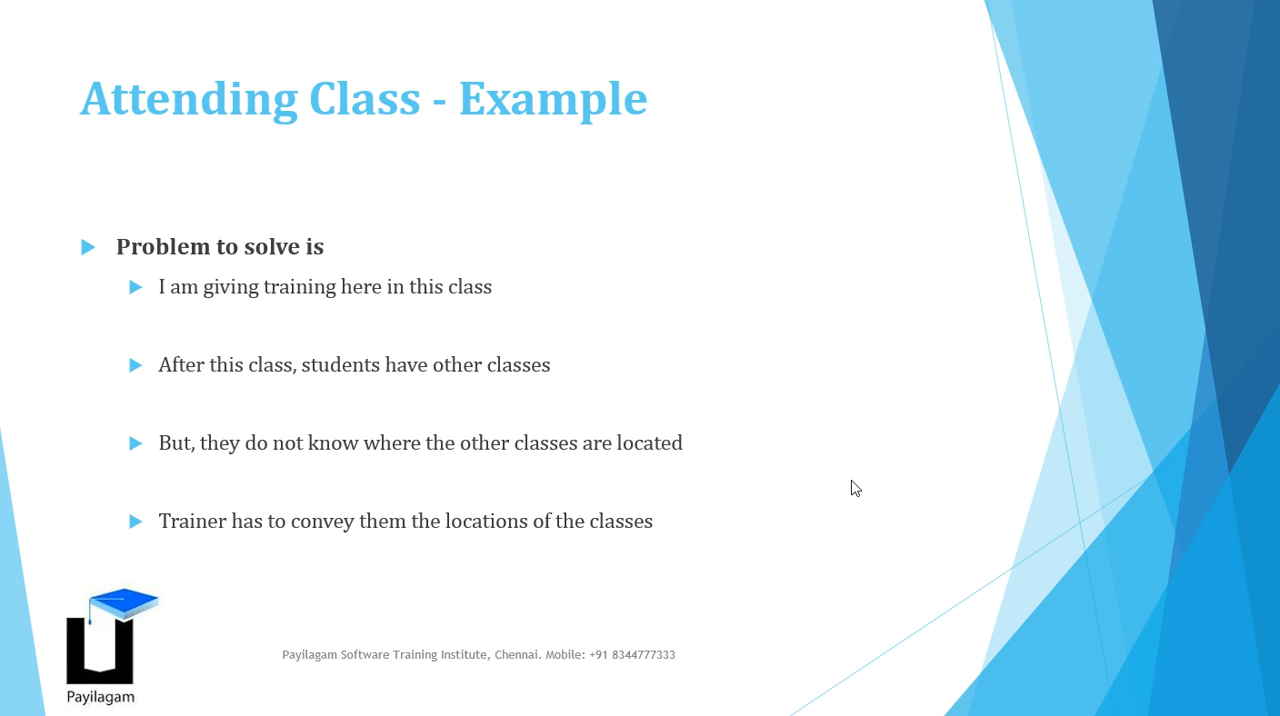 Attending Class - Example
Problem to solve is
I am giving training here in this class
After this class, students have other classes
But, they do not know where the other classes are located
Trainer has to convey them the locations of the classes
Payilagam
Payilagam Software Training Institute, Chennai. Mobile: +91 8344777333